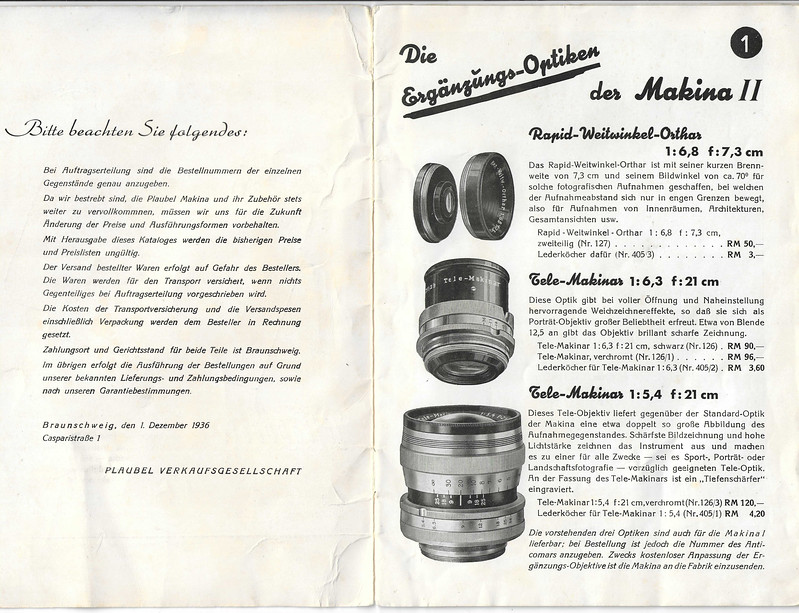 Bitte beachten Sie folgendes:
Bei Auftragserteilung sind die Bestellnummern der einzelnen
Gegenstände genau anzugeben.
Da wir bestrebt sind, die Plaubel Makina und ihr Zubehör stets
weiter zu vervollkommnen, müssen wir uns für die Zukunft
Änderung der Preise und Ausführungsformen vorbehalten.
Mit Herausgabe dieses Kataloges werden die bisherigen Preise
und Preislisten ungültig.
Der Versand bestellter Waren erfolgt auf Gefahr des Bestellers.
Die Waren werden für den Transport versichert, wenn nichts
Gegenteiliges bei Auftragserteilung vorgeschrieben wird.
Die Kosten der Transportversicherung und die Versandspesen
einschließlich Verpackung werden dem Besteller in Rechnung
gesetzt.
Zahlungsort und Gerichtsstand für beide Teile ist Braunschweig.
Im übrigen erfolgt die Ausführung der Bestellungen auf Grund
unserer bekannten Lieferungs- und Zahlungsbedingungen, sowie
nach unseren Garantiebestimmungen.
Braunschweig, den 1. Dezember 1936
Casparistraße 1
PLAUBEL VERKAUFSGESELLSCHAFT
1
Die
Ergänzungs-Optiken
der Makina II
Rapid-Weitwinkel-Orthar
1:6,8 f:7,3 cm
Das Rapid-Weitwinkel-Orthar ist mit seiner kurzen Brenn-
weite von 7,3 cm und seinem Bildwinkel von ca. 70° für
solche fotografischen Aufnahmen geschaffen, bei welchen
der Aufnahmeabstand sich nur in engen Grenzen bewegt,
also für Aufnahmen von Innenräumen, Architekturen,
Gesamtansichten usw.
Rapid-Weitwinkel-Orthar 1:6,8 f:7,3 cm,
zweiteilig (Nr. 127) . . . . . . . . . . . . RM 50,—
Lederköcher dafür (Nr. 405/3) . . . . . . . . RM 3,—
Tele-Makinar 1:6,3 f:21 cm
Diese Optik gibt bei voller Öffnung und Naheinstellung
hervorragende Weichzeichnereffekte, so daß sie sich als
Porträt-Objektiv großer Beliebtheit erfreut. Etwa von Blende
12,5 an gibt das Objektiv brillant scharfe Zeichnung.
Tele-Makinar 1:6,3 f:21 cm, schwarz (Nr. 126) . RM 90,—
Tele-Makinar, verchromt (Nr. 126/1) . . . . . . RM 96,—
Lederköcher für Tele-Makinar 1:6,3 (Nr. 405/2) . RM 3,60
Tele-Makinar 1:5,4 f:21 cm
Dieses Tele-Objektiv liefert gegenüber der Standard-Optik
der Makina eine etwa doppelt so große Abbildung des
Aufnahmegegenstandes. Schärfste Bildzeichnung und hohe
Lichtstärke zeichnen das Instrument aus und machen
es zu einer für alle Zwecke — sei es Sport-, Porträt- oder
Landschaftsfotografie — vorzüglich geeigneten Tele-Optik.
An der Fassung des Tele-Makinars ist ein „Tiefenschärfer"
eingraviert.
Tele-Makinar 1:5,4 f:21 cm, verchromt (Nr. 126/3) RM 120,—
Lederköcher für Tele-Makinar 1:5,4 (Nr. 405/1) RM 4,20
Die vorstehenden drei Optiken sind auch für die Makina I
lieferbar; bei Bestellung ist jedoch die Nummer des Anti-
comars anzugeben. Zwecks kostenloser Anpassung der Er-
gänzungs-Objektive ist die Makina an die Fabrik einzusenden.
Tele-Makinar